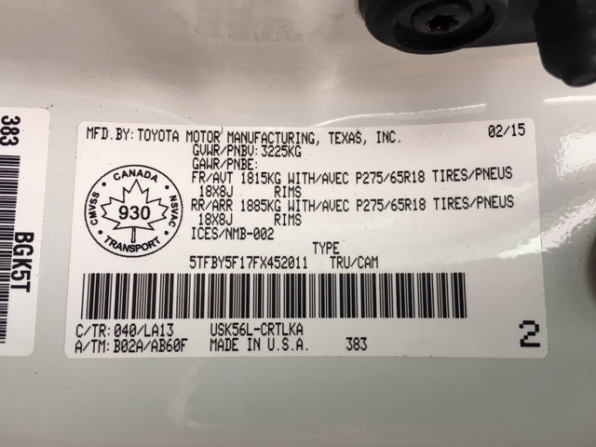 MFD.BY: TOYOTA MOTOR MANUFACTURING, TEXAS, INC. 02/15
GVWR/PNBV: 3225KG
GAWR/PNBE:
FR/AVT 1815KG WITH/AVEC P275/65R18 TIRES/PNEUS
18X8J RIMS
RR/ARR 1885KG WITH/AVEC P275/65R18 TIRES/PNEUS
18X8J RIMS
ICES/NMB-002
CANADA
CMVSS 930 NSVAC
TRANSPORT
TYPE
5TFBY5F17FX452011 TRU/CAM
C/TR: 040/LA13 USK56L-CRTLKA
A/TM: B02A/AB60F MADE IN U.S.A. 383
2
383
BGK5T